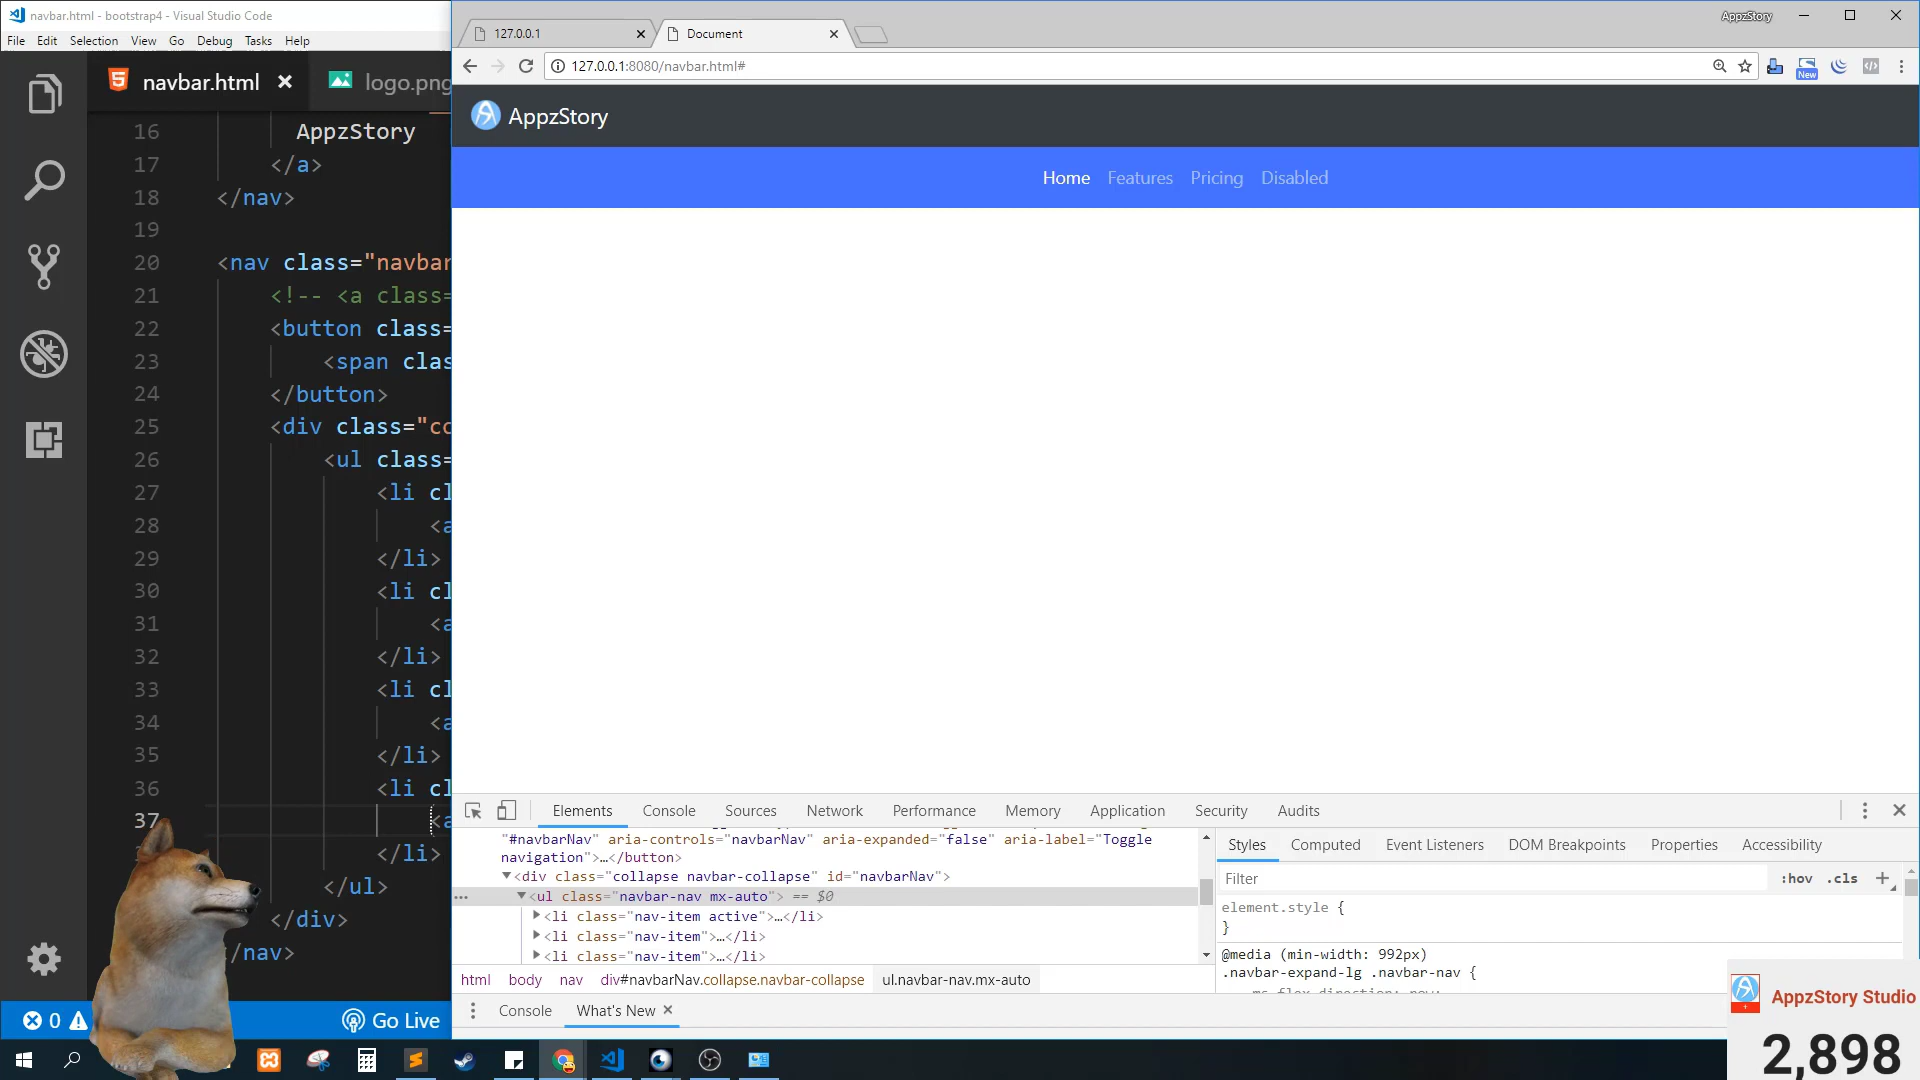 navbar.html - bootstrap4 - Visual Studio Code
File Edit Selection View Go Debug Tasks Help
navbar.html
logo.png
16 AppzStory
17 </a>
18 </nav>
19
20 <nav class="navbar
21 <!-- <a class=
22 <button class=
23 <span clas
24 </button>
25 <div class="co
26 <ul class=
27 <li cl
28 <a
29 </li>
30 <li cl
31 <a
32 </li>
33 <li cl
34 <a
35 </li>
36 <li cl
37 <a
</li>
</ul>
</div>
/nav>
0
Go Live
127.0.0.1
Document
AppzStory
127.0.0.1:8080/navbar.html#
New
AppzStory
Home Features Pricing Disabled
Elements Console Sources Network Performance Memory Application Security Audits
"#navbarNav" aria-controls="navbarNav" aria-expanded="false" aria-label="Toggle
navigation">…</button>
<div class="collapse navbar-collapse" id="navbarNav">
<ul class="navbar-nav mx-auto"> == $0
<li class="nav-item active">…</li>
<li class="nav-item">…</li>
<li class="nav-item">…</li>
html body nav div#navbarNav.collapse.navbar-collapse ul.navbar-nav.mx-auto
Styles Computed Event Listeners DOM Breakpoints Properties Accessibility
Filter :hov .cls +
element.style {
}
@media (min-width: 992px)
.navbar-expand-lg .navbar-nav {
Console What's New
AppzStory Studio
2,898